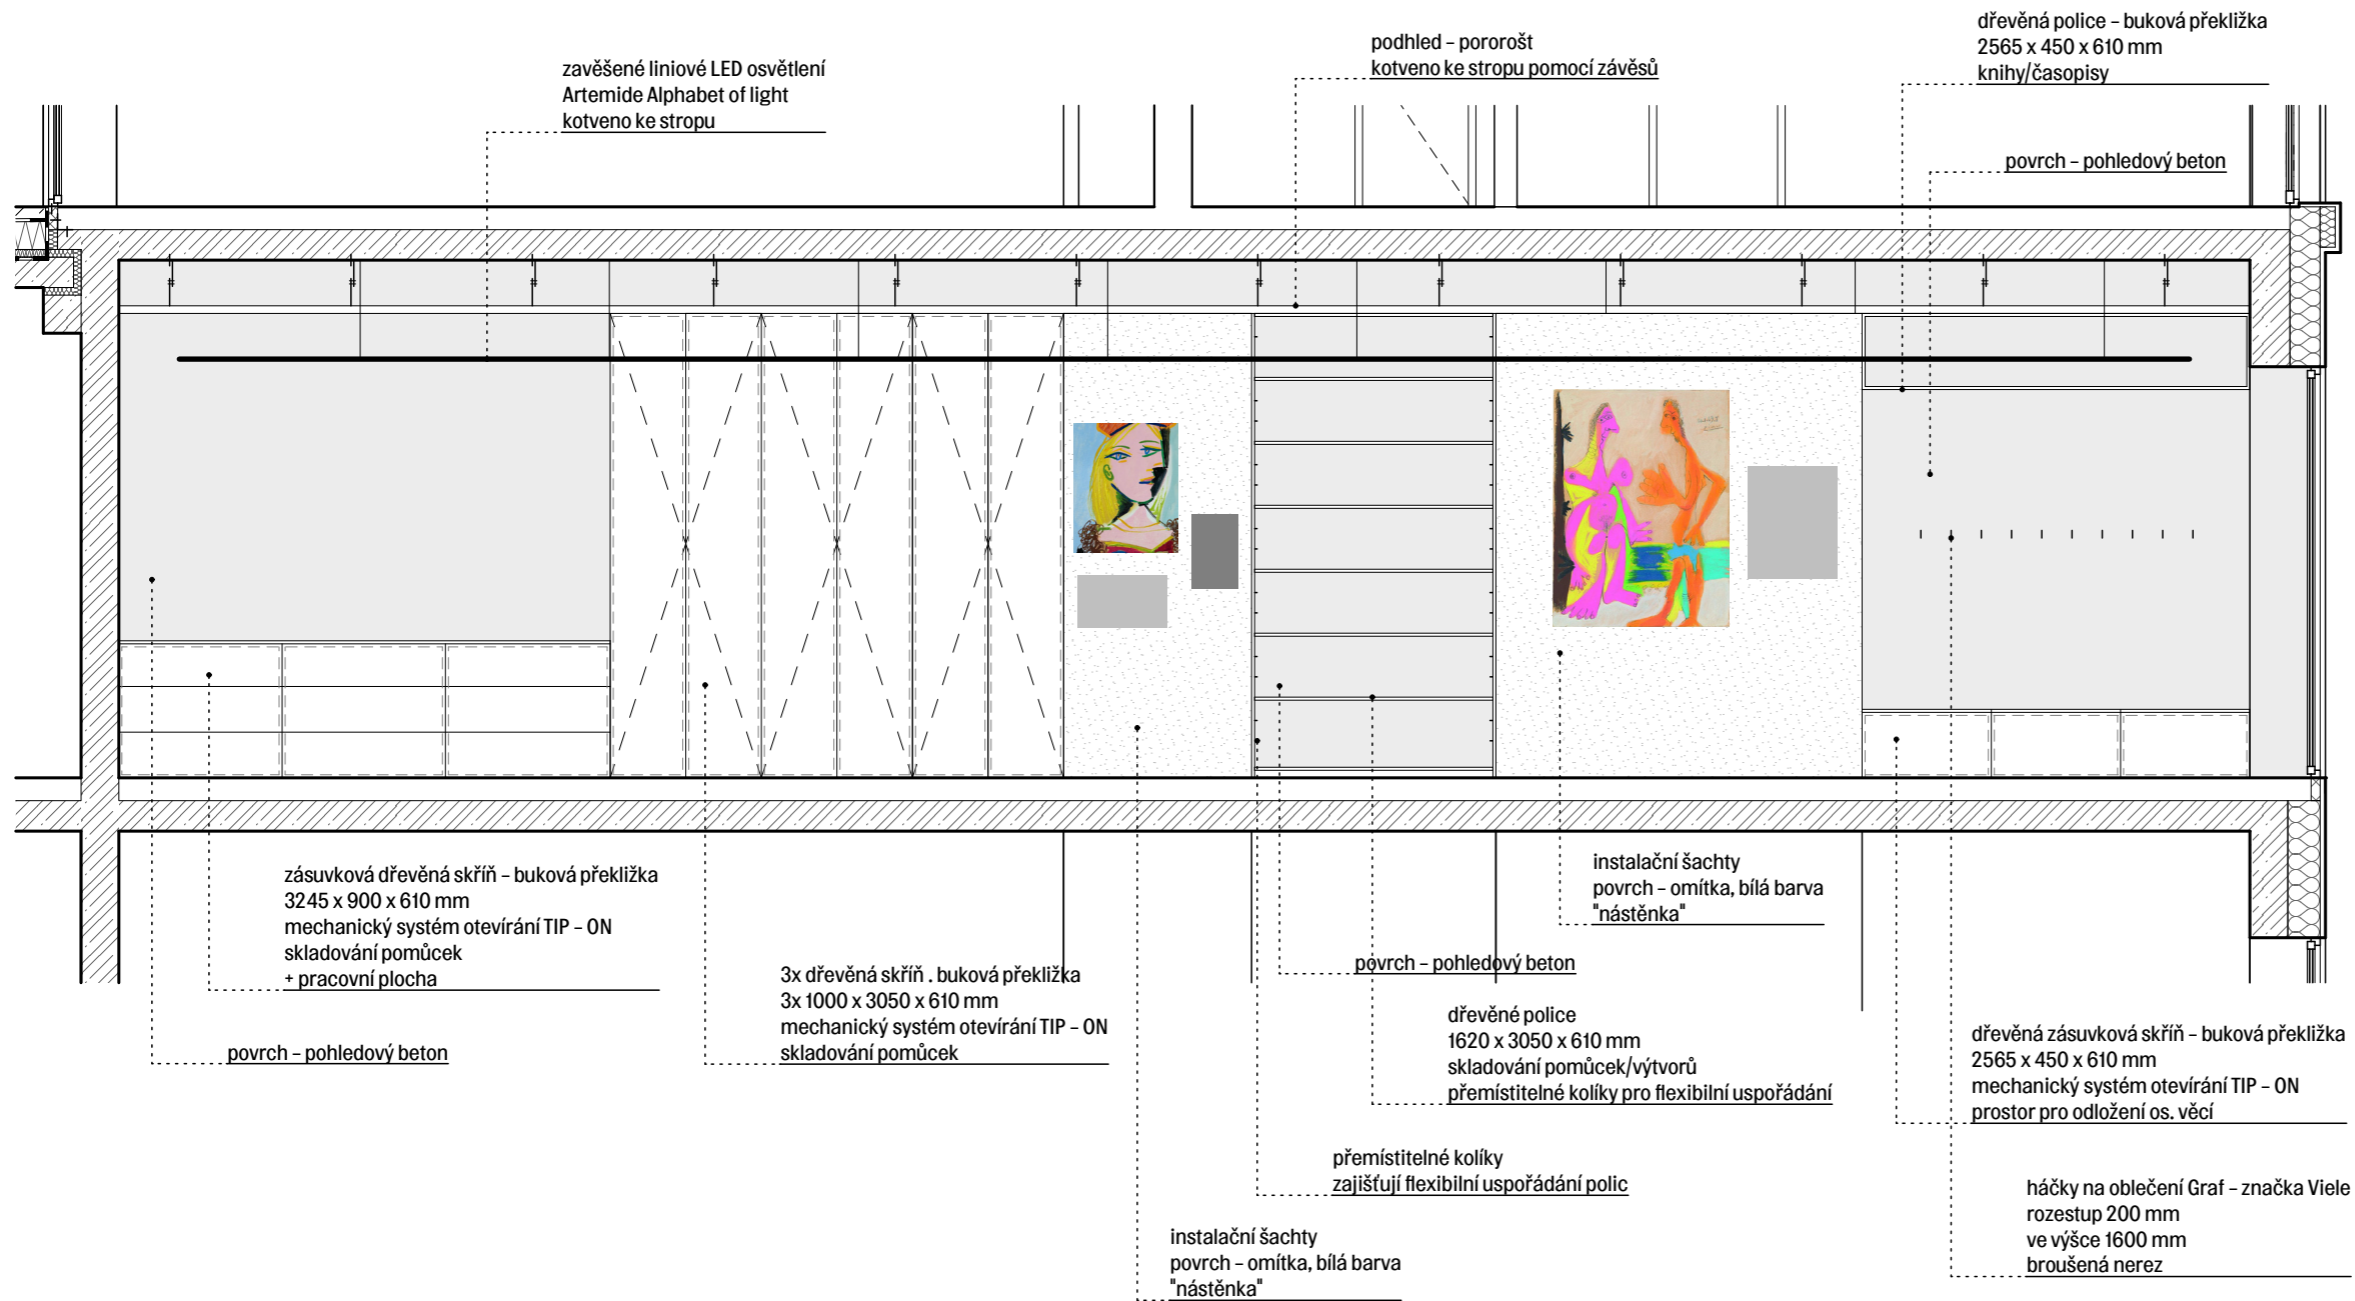 dřevěná police – buková překližka
2565 x 450 x 610 mm
knihy/časopisy
podhled – pororošt
kotveno ke stropu pomocí závěsů
zavěšené liniové LED osvětlení
Artemide Alphabet of light
kotveno ke stropu
povrch – pohledový beton
zásuvková dřevěná skříň – buková překližka
3245 x 900 x 610 mm
mechanický systém otevírání TIP – ON
skladování pomůcek
+ pracovní plocha
povrch – pohledový beton
3x dřevěná skříň . buková překližka
3x 1000 x 3050 x 610 mm
mechanický systém otevírání TIP – ON
skladování pomůcek
instalační šachty
povrch – omítka, bílá barva
"nástěnka"
povrch – pohledový beton
dřevěné police
1620 x 3050 x 610 mm
skladování pomůcek/výtvorů
přemístitelné kolíky pro flexibilní uspořádání
přemístitelné kolíky
zajišťují flexibilní uspořádání polic
instalační šachty
povrch – omítka, bílá barva
"nástěnka"
dřevěná zásuvková skříň – buková překližka
2565 x 450 x 610 mm
mechanický systém otevírání TIP – ON
prostor pro odložení os. věcí
háčky na oblečení Graf – značka Viele
rozestup 200 mm
ve výšce 1600 mm
broušená nerez